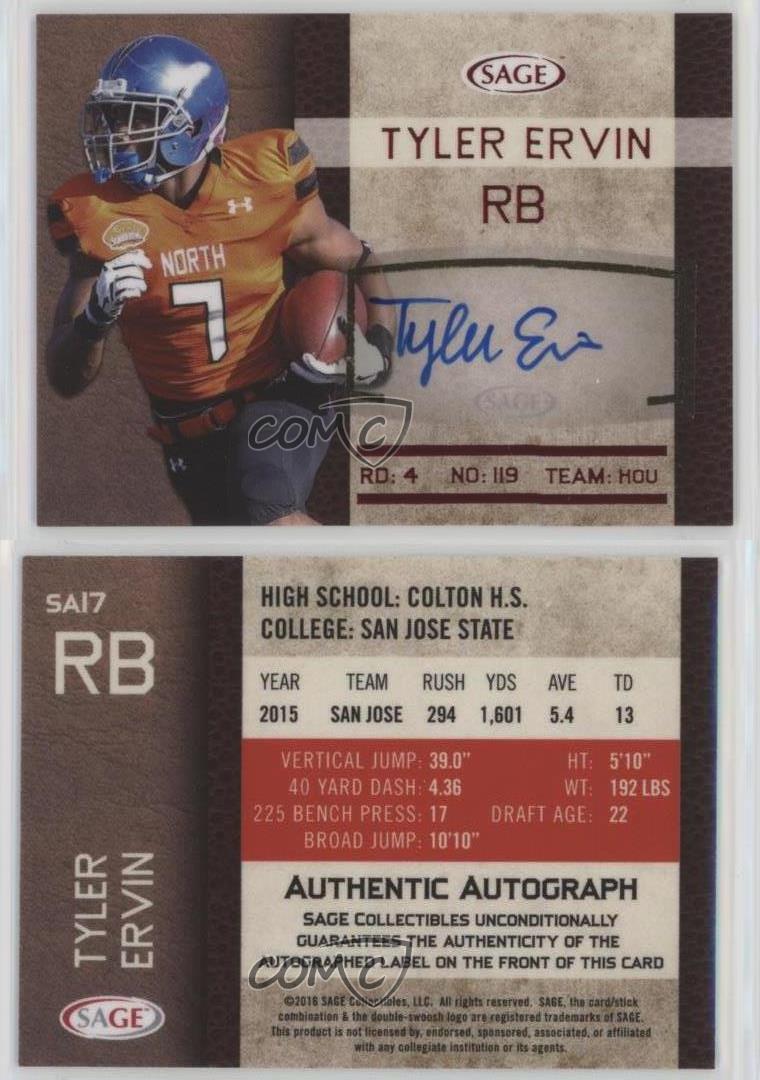 SAGE
TYLER ERVIN
RB
NORTH
7
Tyler Ervin
SAGE
COMC
RD: 4 NO: 119 TEAM: HOU
SA17
RB
TYLER
ERVIN
SAGE
HIGH SCHOOL: COLTON H.S.
COLLEGE: SAN JOSE STATE
YEAR TEAM RUSH YDS AVE TD
2015 SAN JOSE 294 1,601 5.4 13
VERTICAL JUMP: 39.0" HT: 5'10"
40 YARD DASH: 4.36 WT: 192 LBS
225 BENCH PRESS: 17 DRAFT AGE: 22
BROAD JUMP: 10'10"
AUTHENTIC AUTOGRAPH
SAGE COLLECTIBLES UNCONDITIONALLY
GUARANTEES THE AUTHENTICITY OF THE
AUTOGRAPHED LABEL ON THE FRONT OF THIS CARD
COMC
©2016 SAGE Collectibles, LLC. All rights reserved. SAGE, the card/stick
combination & the double-swoosh logo are registered trademarks of SAGE.
This product is not licensed by, endorsed, sponsored, associated, or affiliated
with any collegiate institution or its agents.